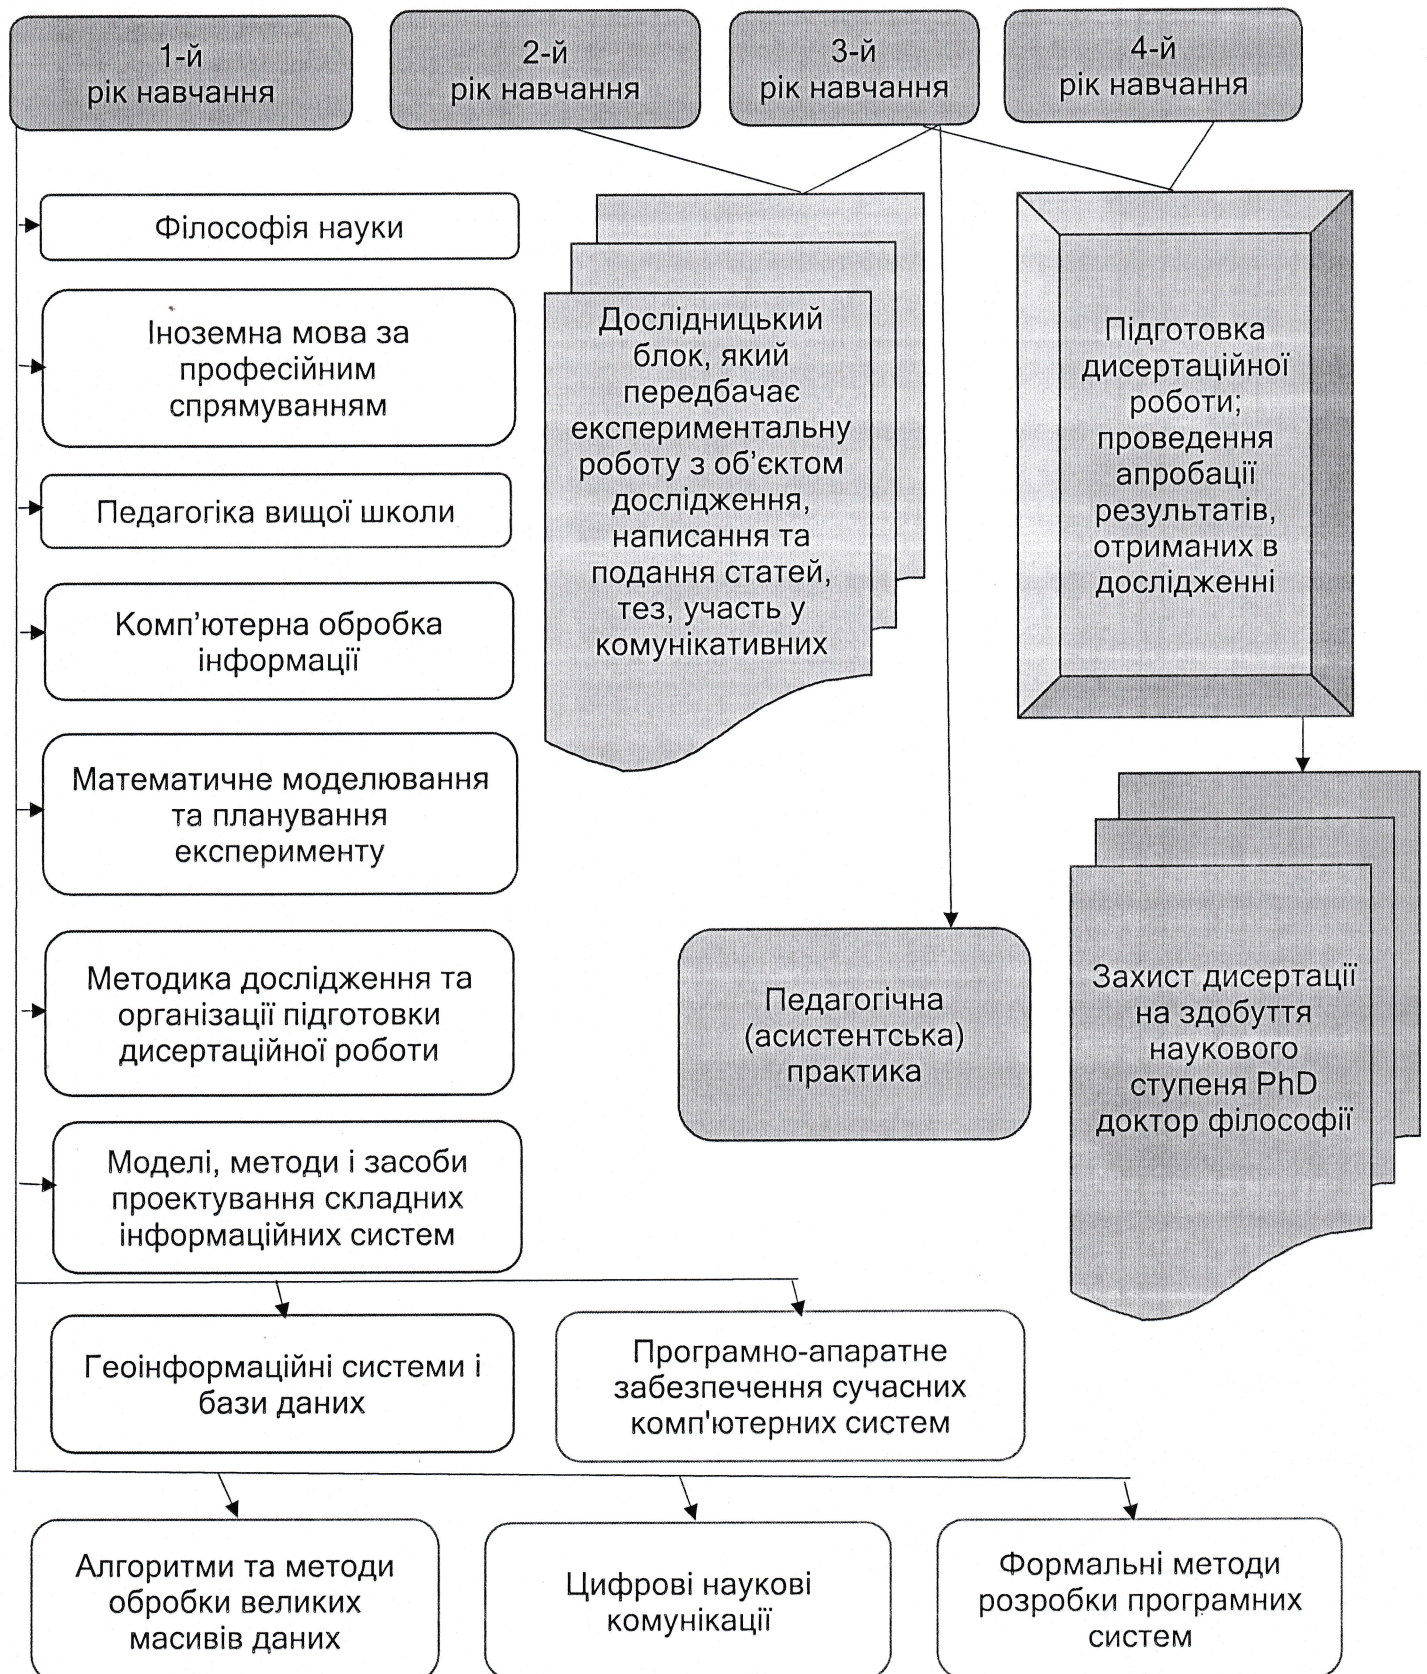 1-й
рік навчання
2-й
рік навчання
3-й
рік навчання
4-й
рік навчання
Філософія науки
Іноземна мова за
професійним
спрямуванням
Педагогіка вищої школи
Комп'ютерна обробка
інформації
Математичне моделювання
та планування
експерименту
Методика дослідження та
організації підготовки
дисертаційної роботи
Моделі, методи і засоби
проектування складних
інформаційних систем
Дослідницький
блок, який
передбачає
експериментальну
роботу з об’єктом
дослідження,
написання та
подання статей,
тез, участь у
комунікативних
Підготовка
дисертаційної
роботи;
проведення
апробації
результатів,
отриманих в
дослідженні
Педагогічна
(асистентська)
практика
Захист дисертації
на здобуття
наукового
ступеня PhD
доктор філософії
Геоінформаційні системи і
бази даних
Програмно-апаратне
забезпечення сучасних
комп'ютерних систем
Алгоритми та методи
обробки великих
масивів даних
Цифрові наукові
комунікації
Формальні методи
розробки програмних
систем